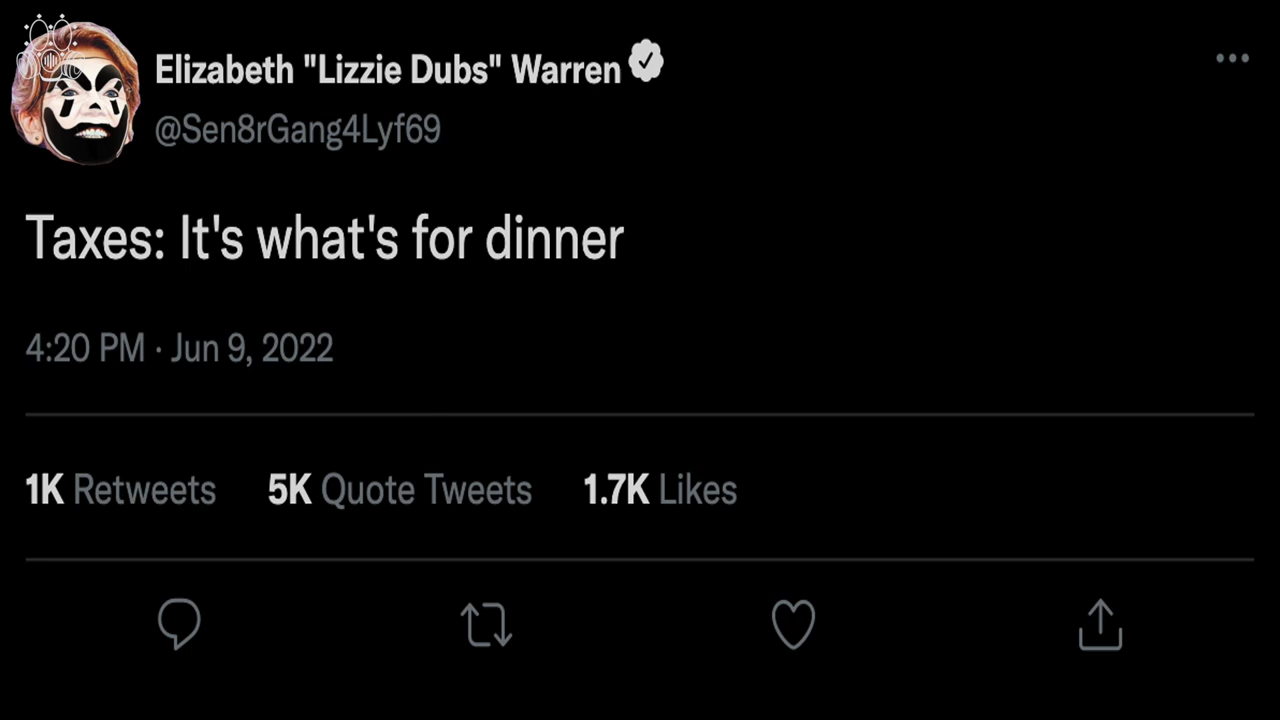 Elizabeth "Lizzie Dubs" Warren
@Sen8rGang4Lyf69
Taxes: It's what's for dinner
4:20 PM · Jun 9, 2022
1K Retweets 5K Quote Tweets 1.7K Likes